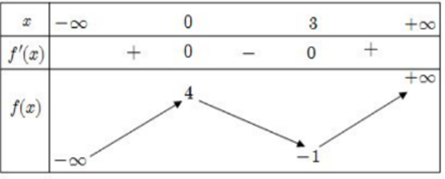 x −∞ 0 3 +∞
f′(x) + 0 − 0 +
+∞
4
f(x)
−1
−∞